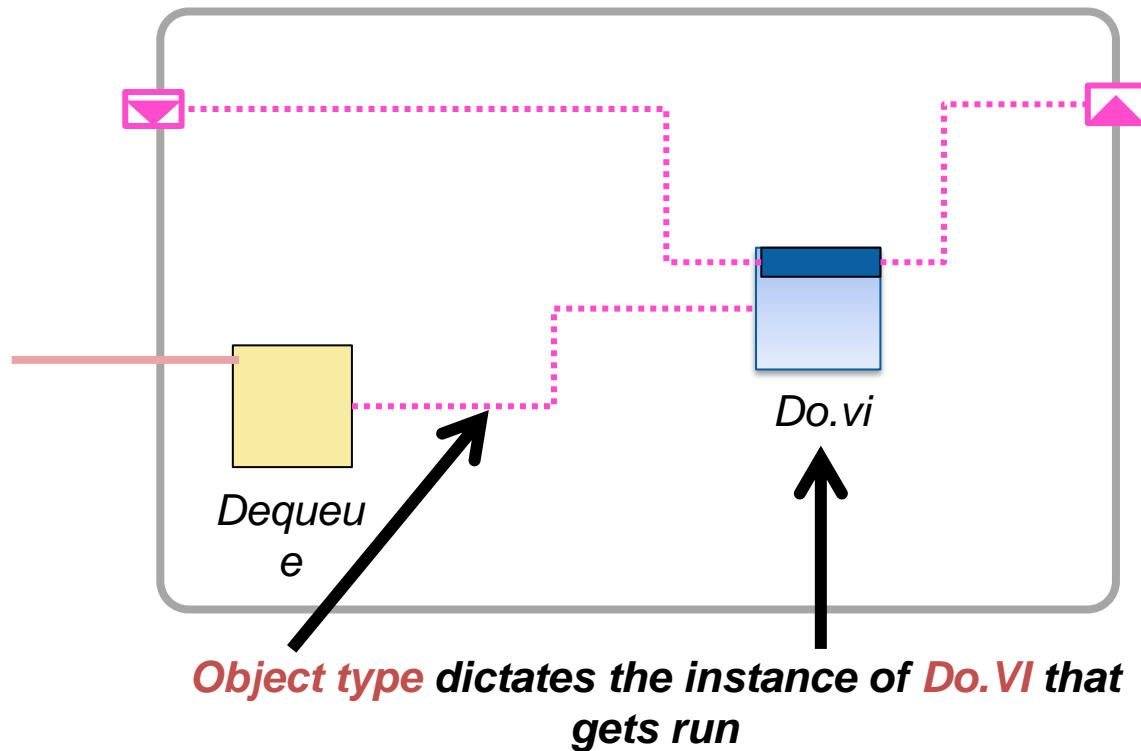 Do.vi
Dequeu
e
Object type dictates the instance of Do.VI that
gets run